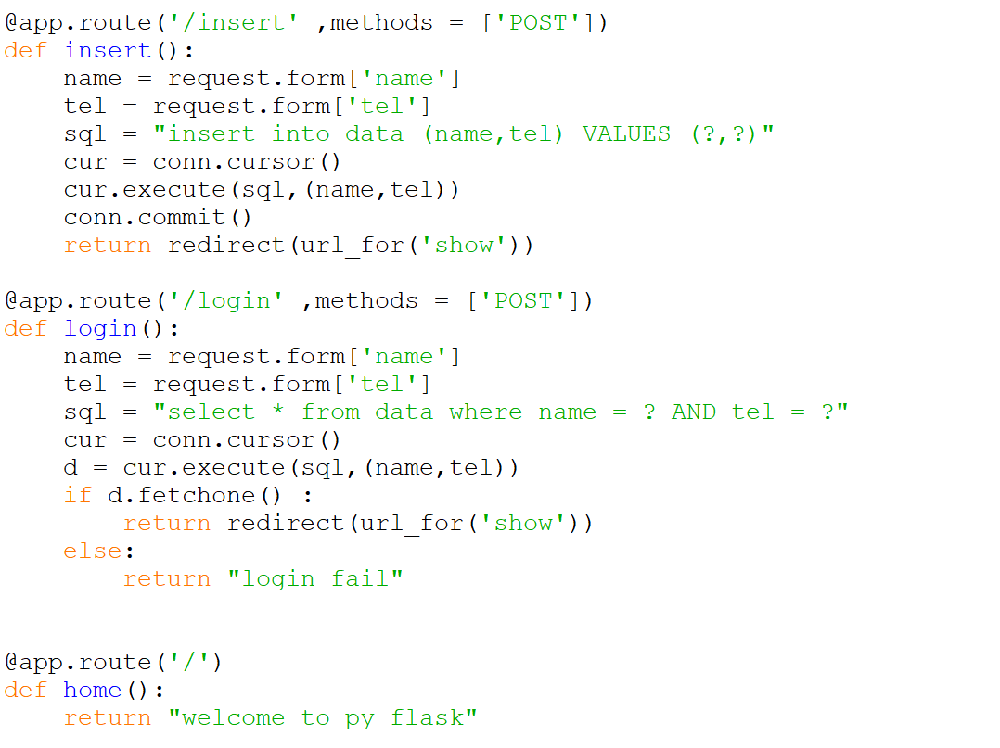 @app.route('/insert' ,methods = ['POST'])
def insert():
    name = request.form['name']
    tel = request.form['tel']
    sql = "insert into data (name,tel) VALUES (?,?)"
    cur = conn.cursor()
    cur.execute(sql,(name,tel))
    conn.commit()
    return redirect(url_for('show'))

@app.route('/login' ,methods = ['POST'])
def login():
    name = request.form['name']
    tel = request.form['tel']
    sql = "select * from data where name = ? AND tel = ?"
    cur = conn.cursor()
    d = cur.execute(sql,(name,tel))
    if d.fetchone() :
        return redirect(url_for('show'))
    else:
        return "login fail"


@app.route('/')
def home():
    return "welcome to py flask"